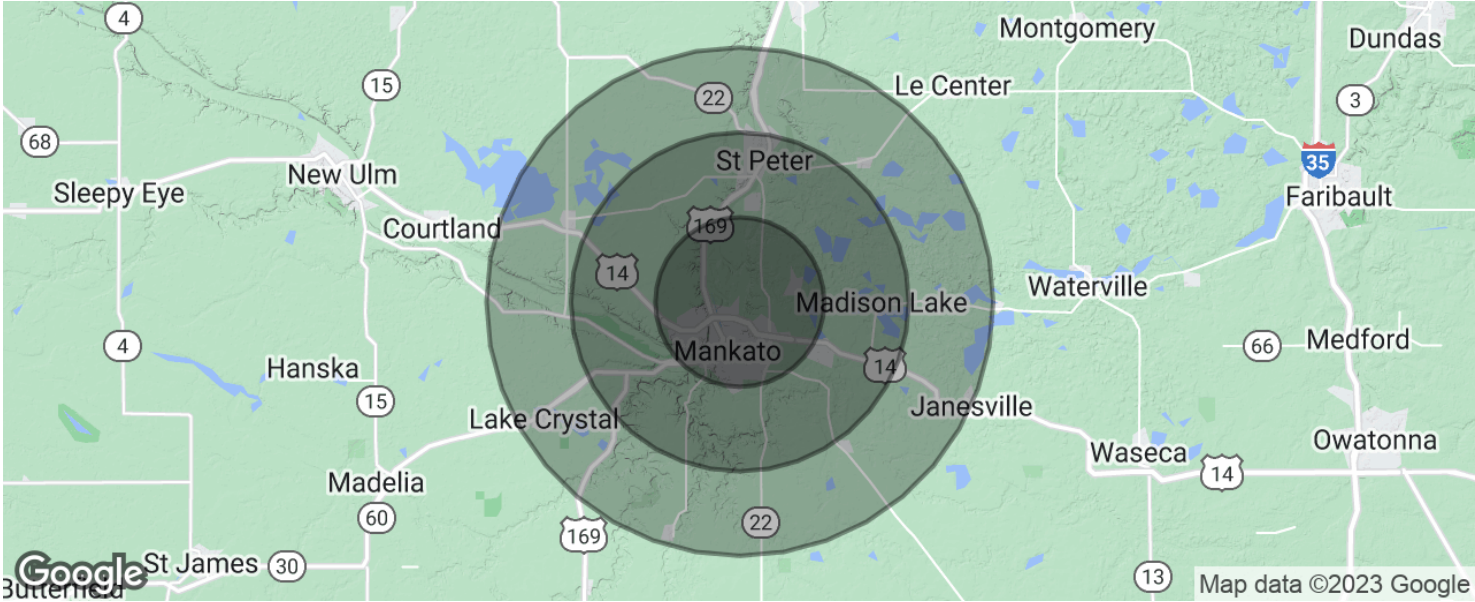 4
Montgomery
Dundas
15
22
Le Center
3
68
St Peter
35
New Ulm
Sleepy Eye
Faribault
Courtland
169
14
Waterville
Madison Lake
4
Mankato
66
Medford
Hanska
14
15
Janesville
Lake Crystal
Owatonna
Waseca
14
Madelia
60
22
169
St James
30
Google
13
Butterfield
Map data ©2023 Google